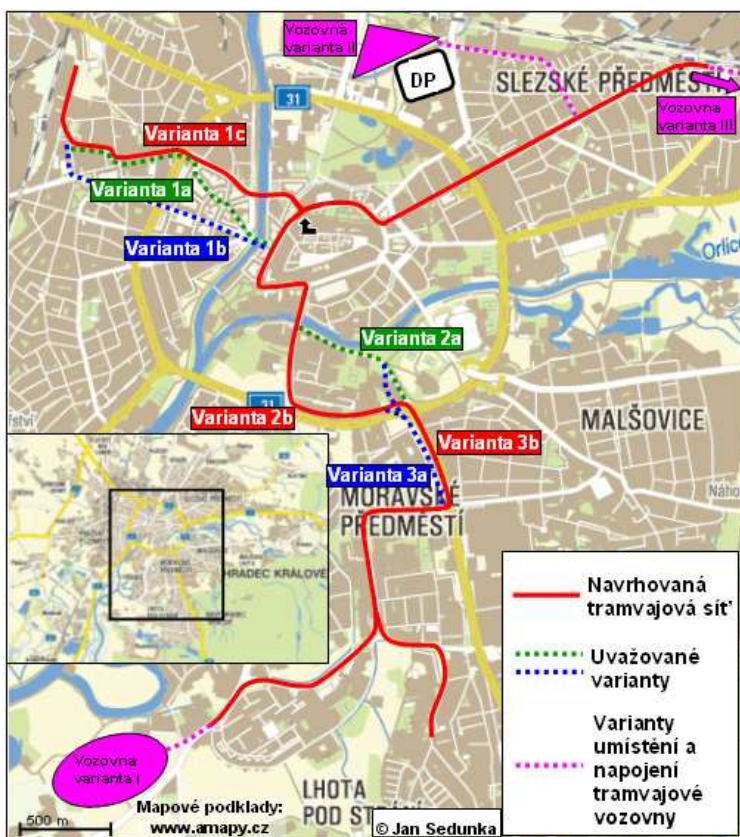 Vozovna
varianta II
DP
SLEZSKÉ PŘEDMĚSTÍ
Vozovna
varianta III
31
Varianta 1c
Varianta 1a
Varianta 1b
Orlice
Varianta 2a
31
Varianta 2b
MALŠOVICE
Varianta 3b
Varianta 3a
MORAVSKÉ
PŘEDMĚSTÍ
Náho
HRADEC KRÁLOVÉ
Navrhovaná
tramvajová síť
Uvažované
varianty
Varianty
umístění a
napojení
tramvajové
vozovny
Vozovna
varianta I
LHOTA
POD
500 m
Mapové podklady:
www.amapy.cz
© Jan Sedunka